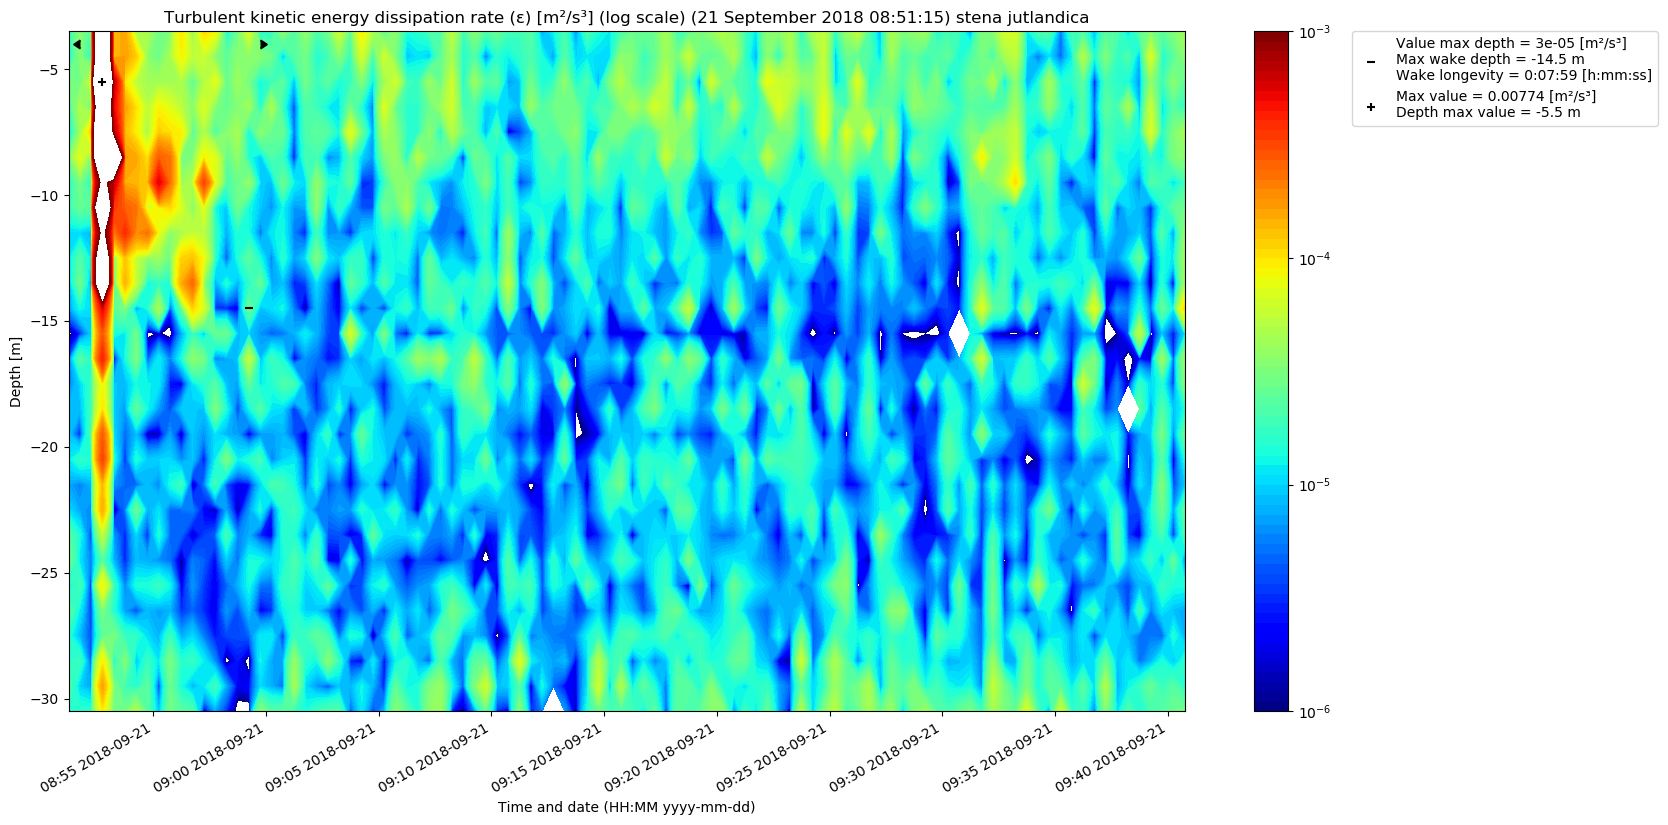 Turbulent kinetic energy dissipation rate (ε) [m²/s³] (log scale) (21 September 2018 08:51:15) stena jutlandica
Value max depth = 3e-05 [m²/s³]
Max wake depth = -14.5 m
Wake longevity = 0:07:59 [h:mm:ss]
Max value = 0.00774 [m²/s³]
Depth max value = -5.5 m
Depth [m]
−5
−10
−15
−20
−25
−30
08:55 2018-09-21
09:00 2018-09-21
09:05 2018-09-21
09:10 2018-09-21
09:15 2018-09-21
09:20 2018-09-21
09:25 2018-09-21
09:30 2018-09-21
09:35 2018-09-21
09:40 2018-09-21
Time and date (HH:MM yyyy-mm-dd)
10⁻³
10⁻⁴
10⁻⁵
10⁻⁶